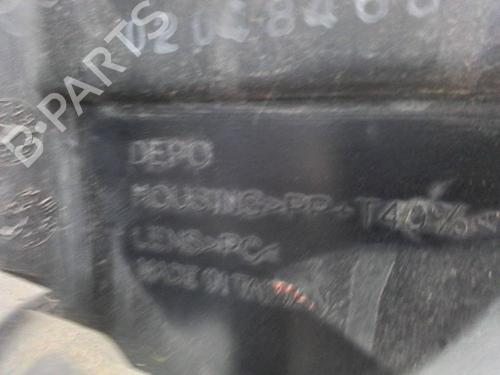 B-PARTS
DEPO
HOUSING>PP+T40%<
LENS>PC<
MADE IN TAIWAN